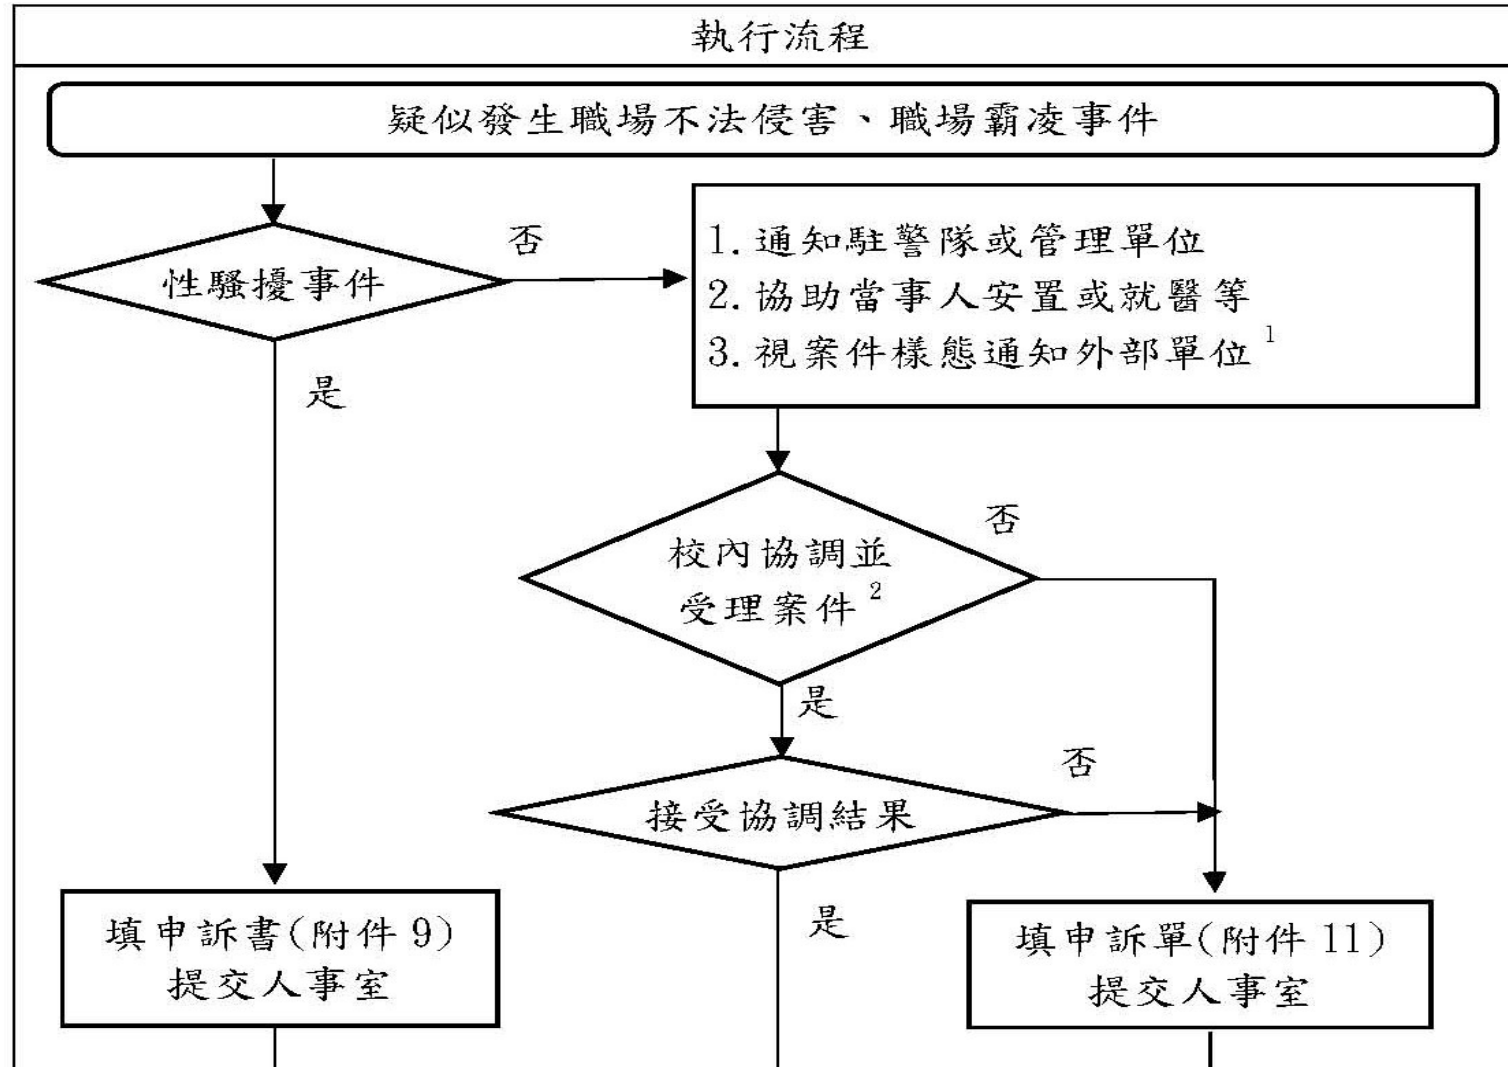 執行流程
疑似發生職場不法侵害、職場霸凌事件
性騷擾事件
否
1. 通知駐警隊或管理單位
2. 協助當事人安置或就醫等
3. 視案件樣態通知外部單位 1
是
校內協調並
受理案件 2
否
是
接受協調結果
否
填申訴書(附件 9)
提交人事室
是
填申訴單(附件 11)
提交人事室